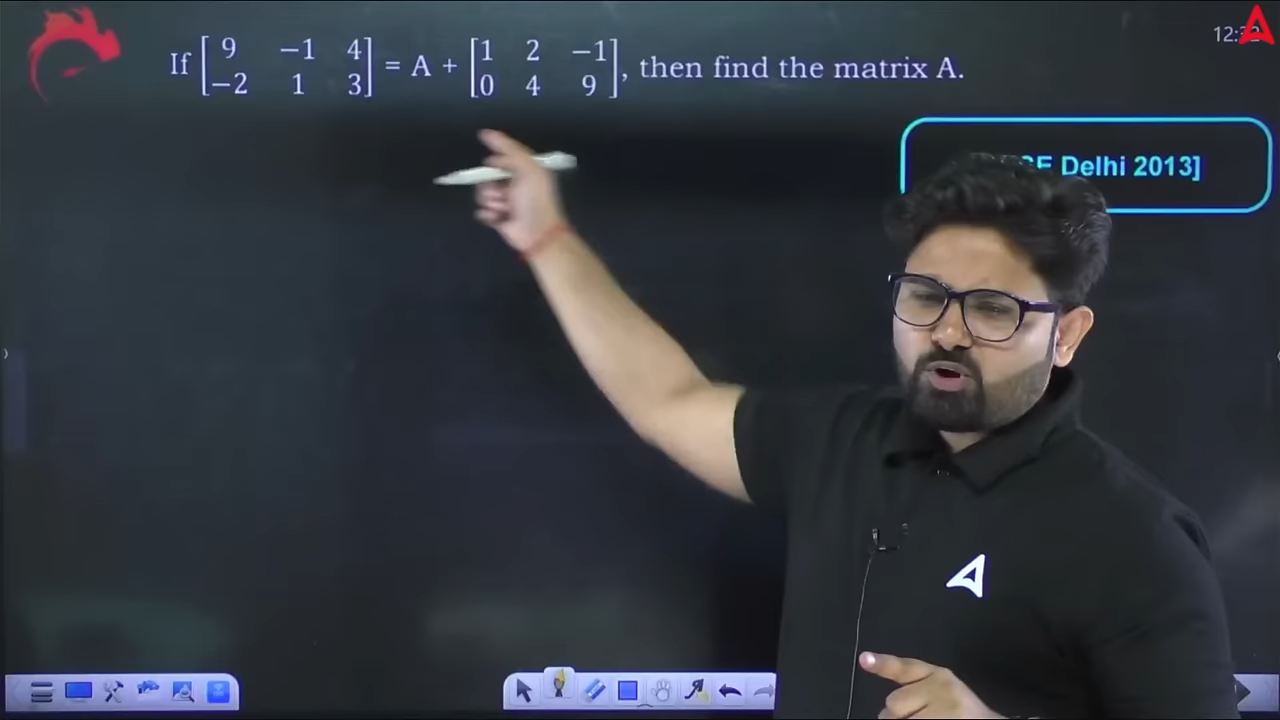 If [9 −1 4; −2 1 3] = A + [1 2 −1; 0 4 9], then find the matrix A.
Delhi 2013]